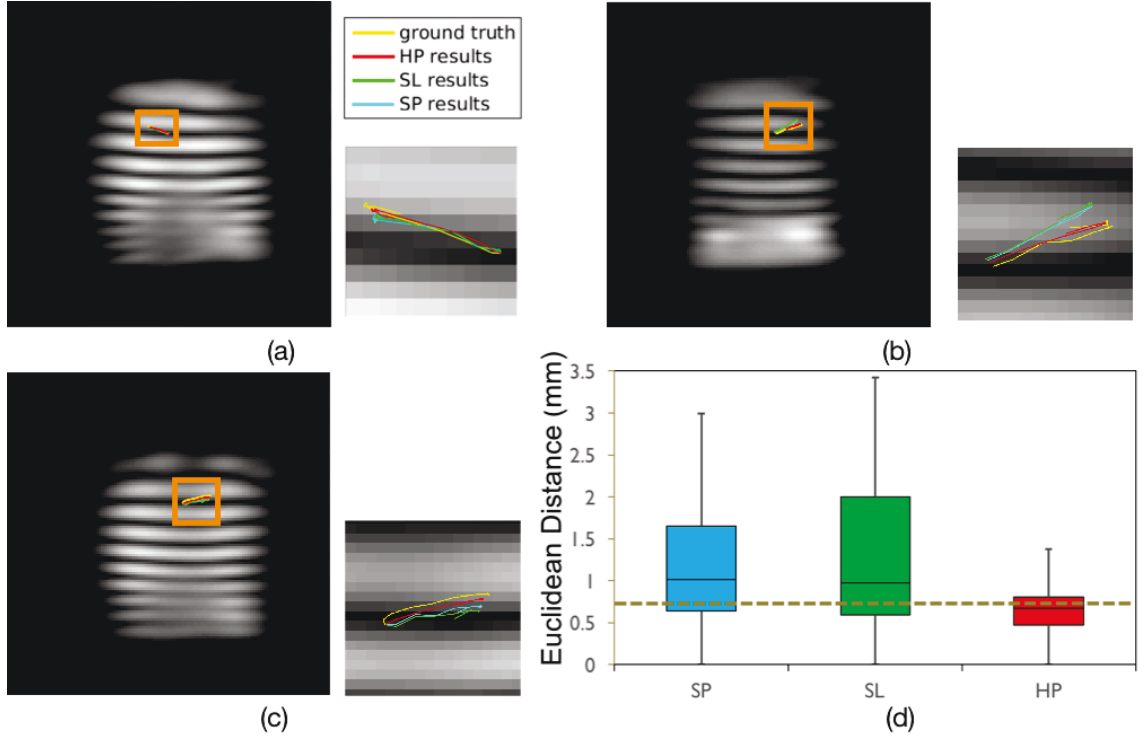 ground truth
HP results
SL results
SP results
(a)
(b)
(c)
Euclidean Distance (mm)
3.5
3
2.5
2
1.5
1
0.5
0
SP
SL
HP
(d)